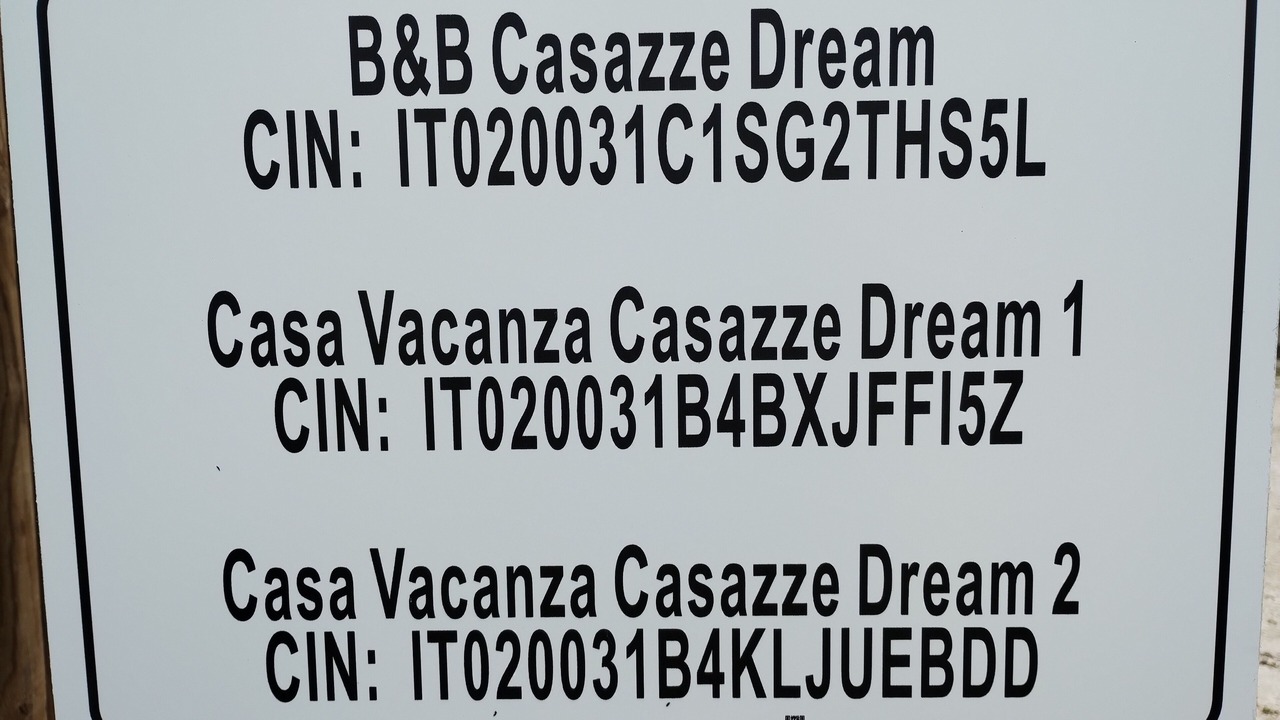 B&B Casazze Dream
CIN: IT020031C1SG2THS5L
Casa Vacanza Casazze Dream 1
CIN: IT020031B4BXJFFI5Z
Casa Vacanza Casazze Dream 2
CIN: IT020031B4KLJUEBDD